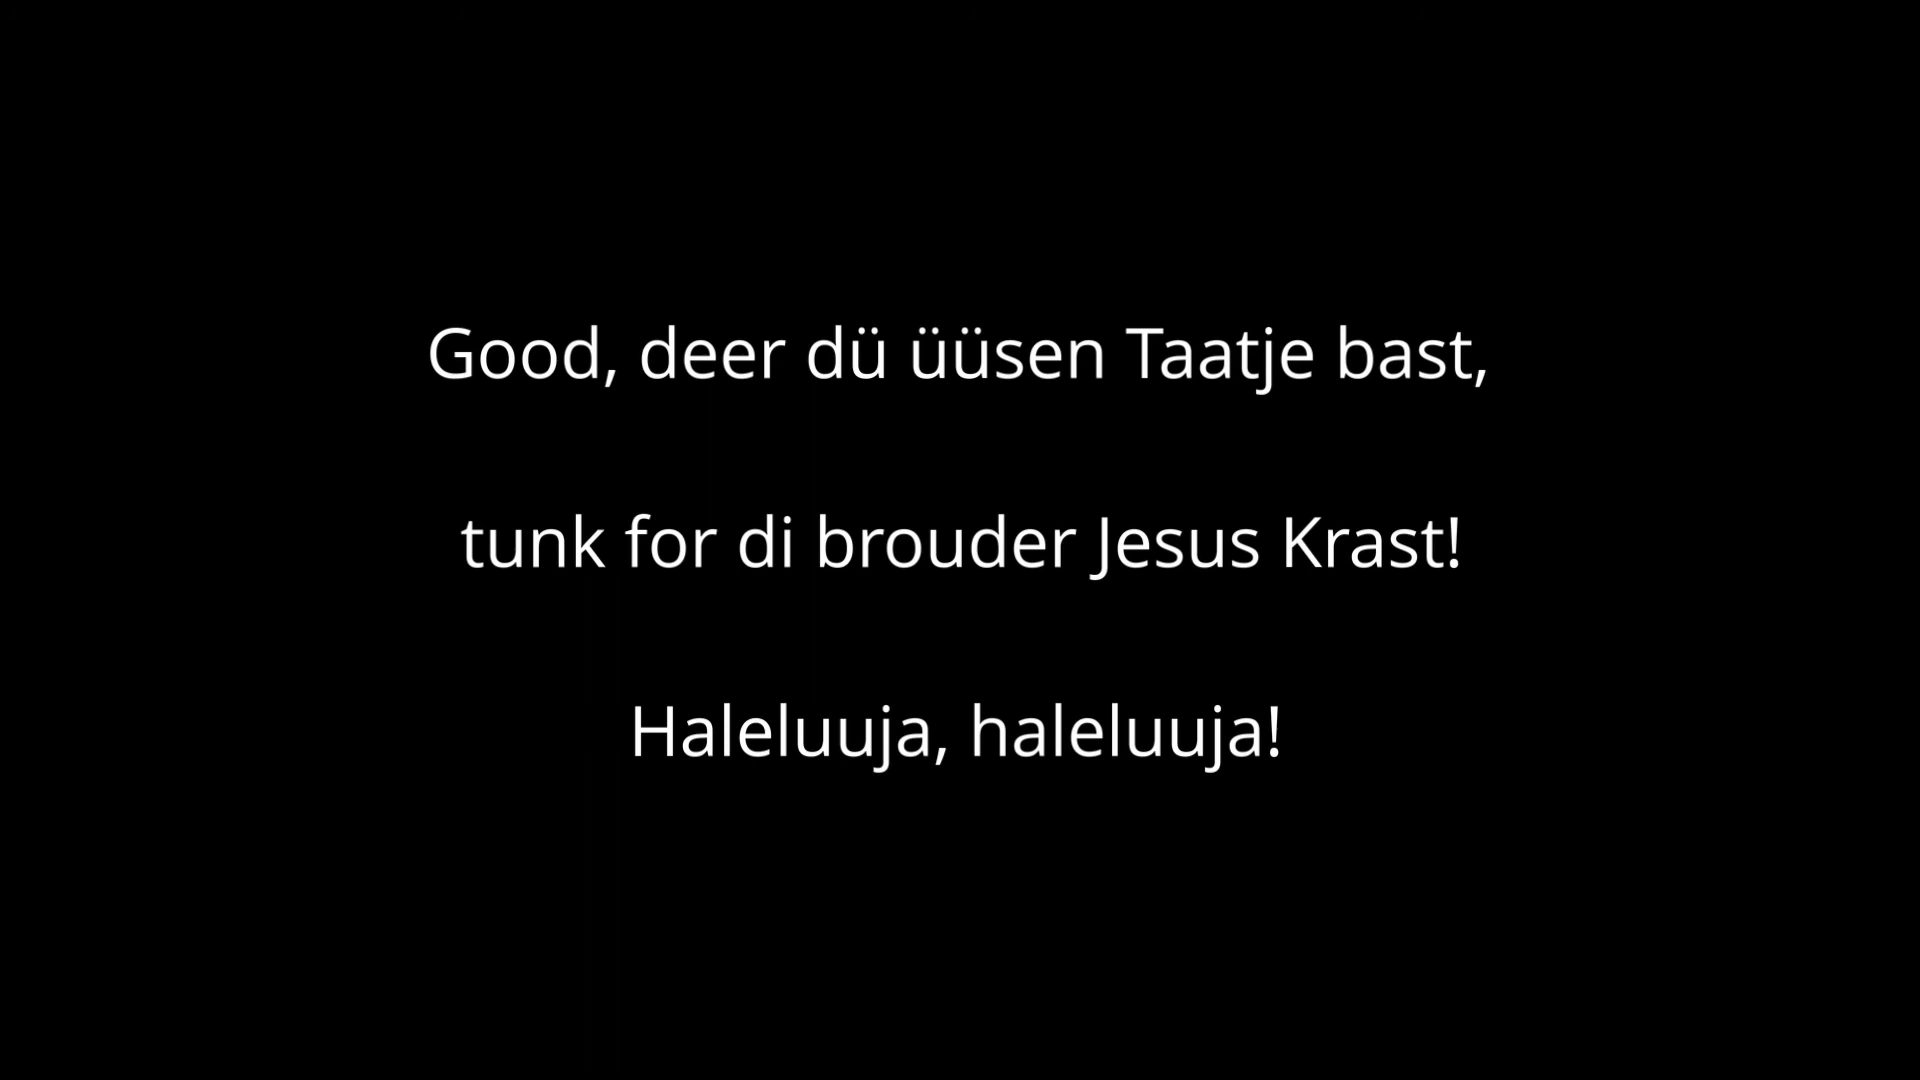 Good, deer dü üüsen Taatje bast,
tunk for di brouder Jesus Krast!
Haleluuja, haleluuja!